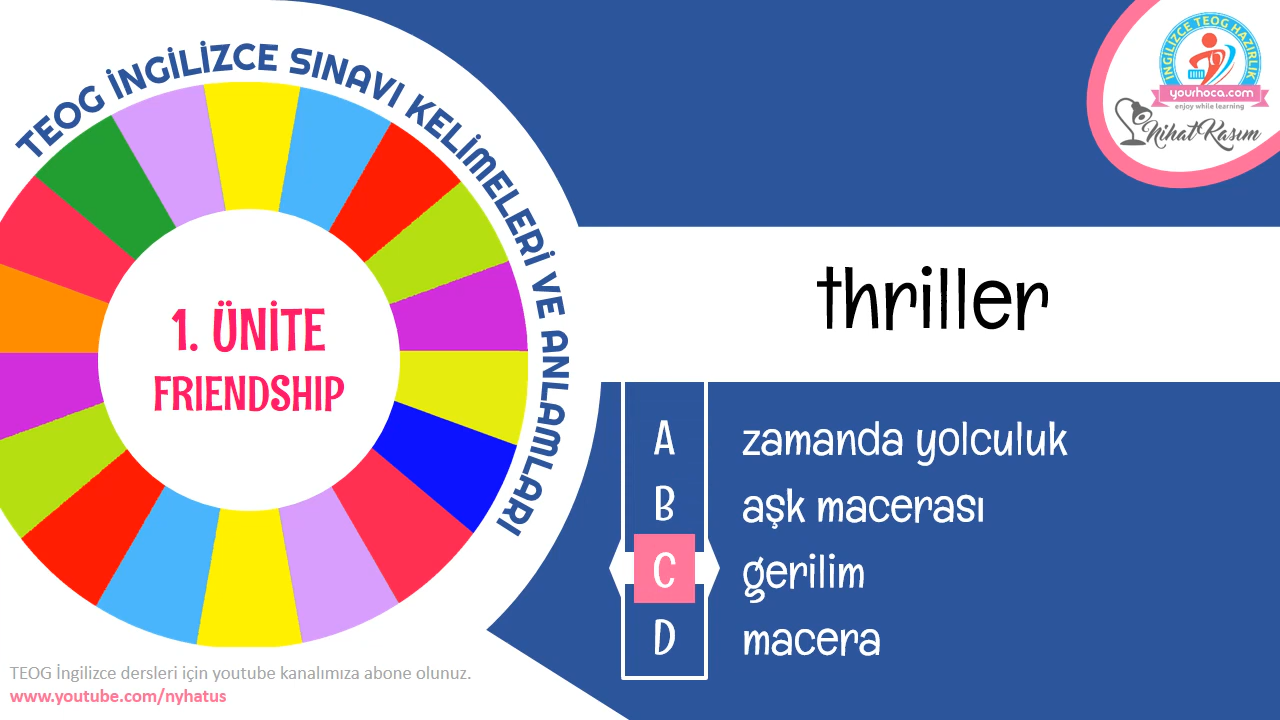 TEOG İNGİLİZCE SINAVI KELİMELERİ VE ANLAMLARI
İNGİLİZCE TEOG HAZIRLIK
yourhoca.com
enjoy while learning
Nihat Kasım
1. ÜNİTE
FRIENDSHIP
thriller
A zamanda yolculuk
B aşk macerası
C gerilim
D macera
TEOG İngilizce dersleri için youtube kanalımıza abone olunuz.
www.youtube.com/nyhatus